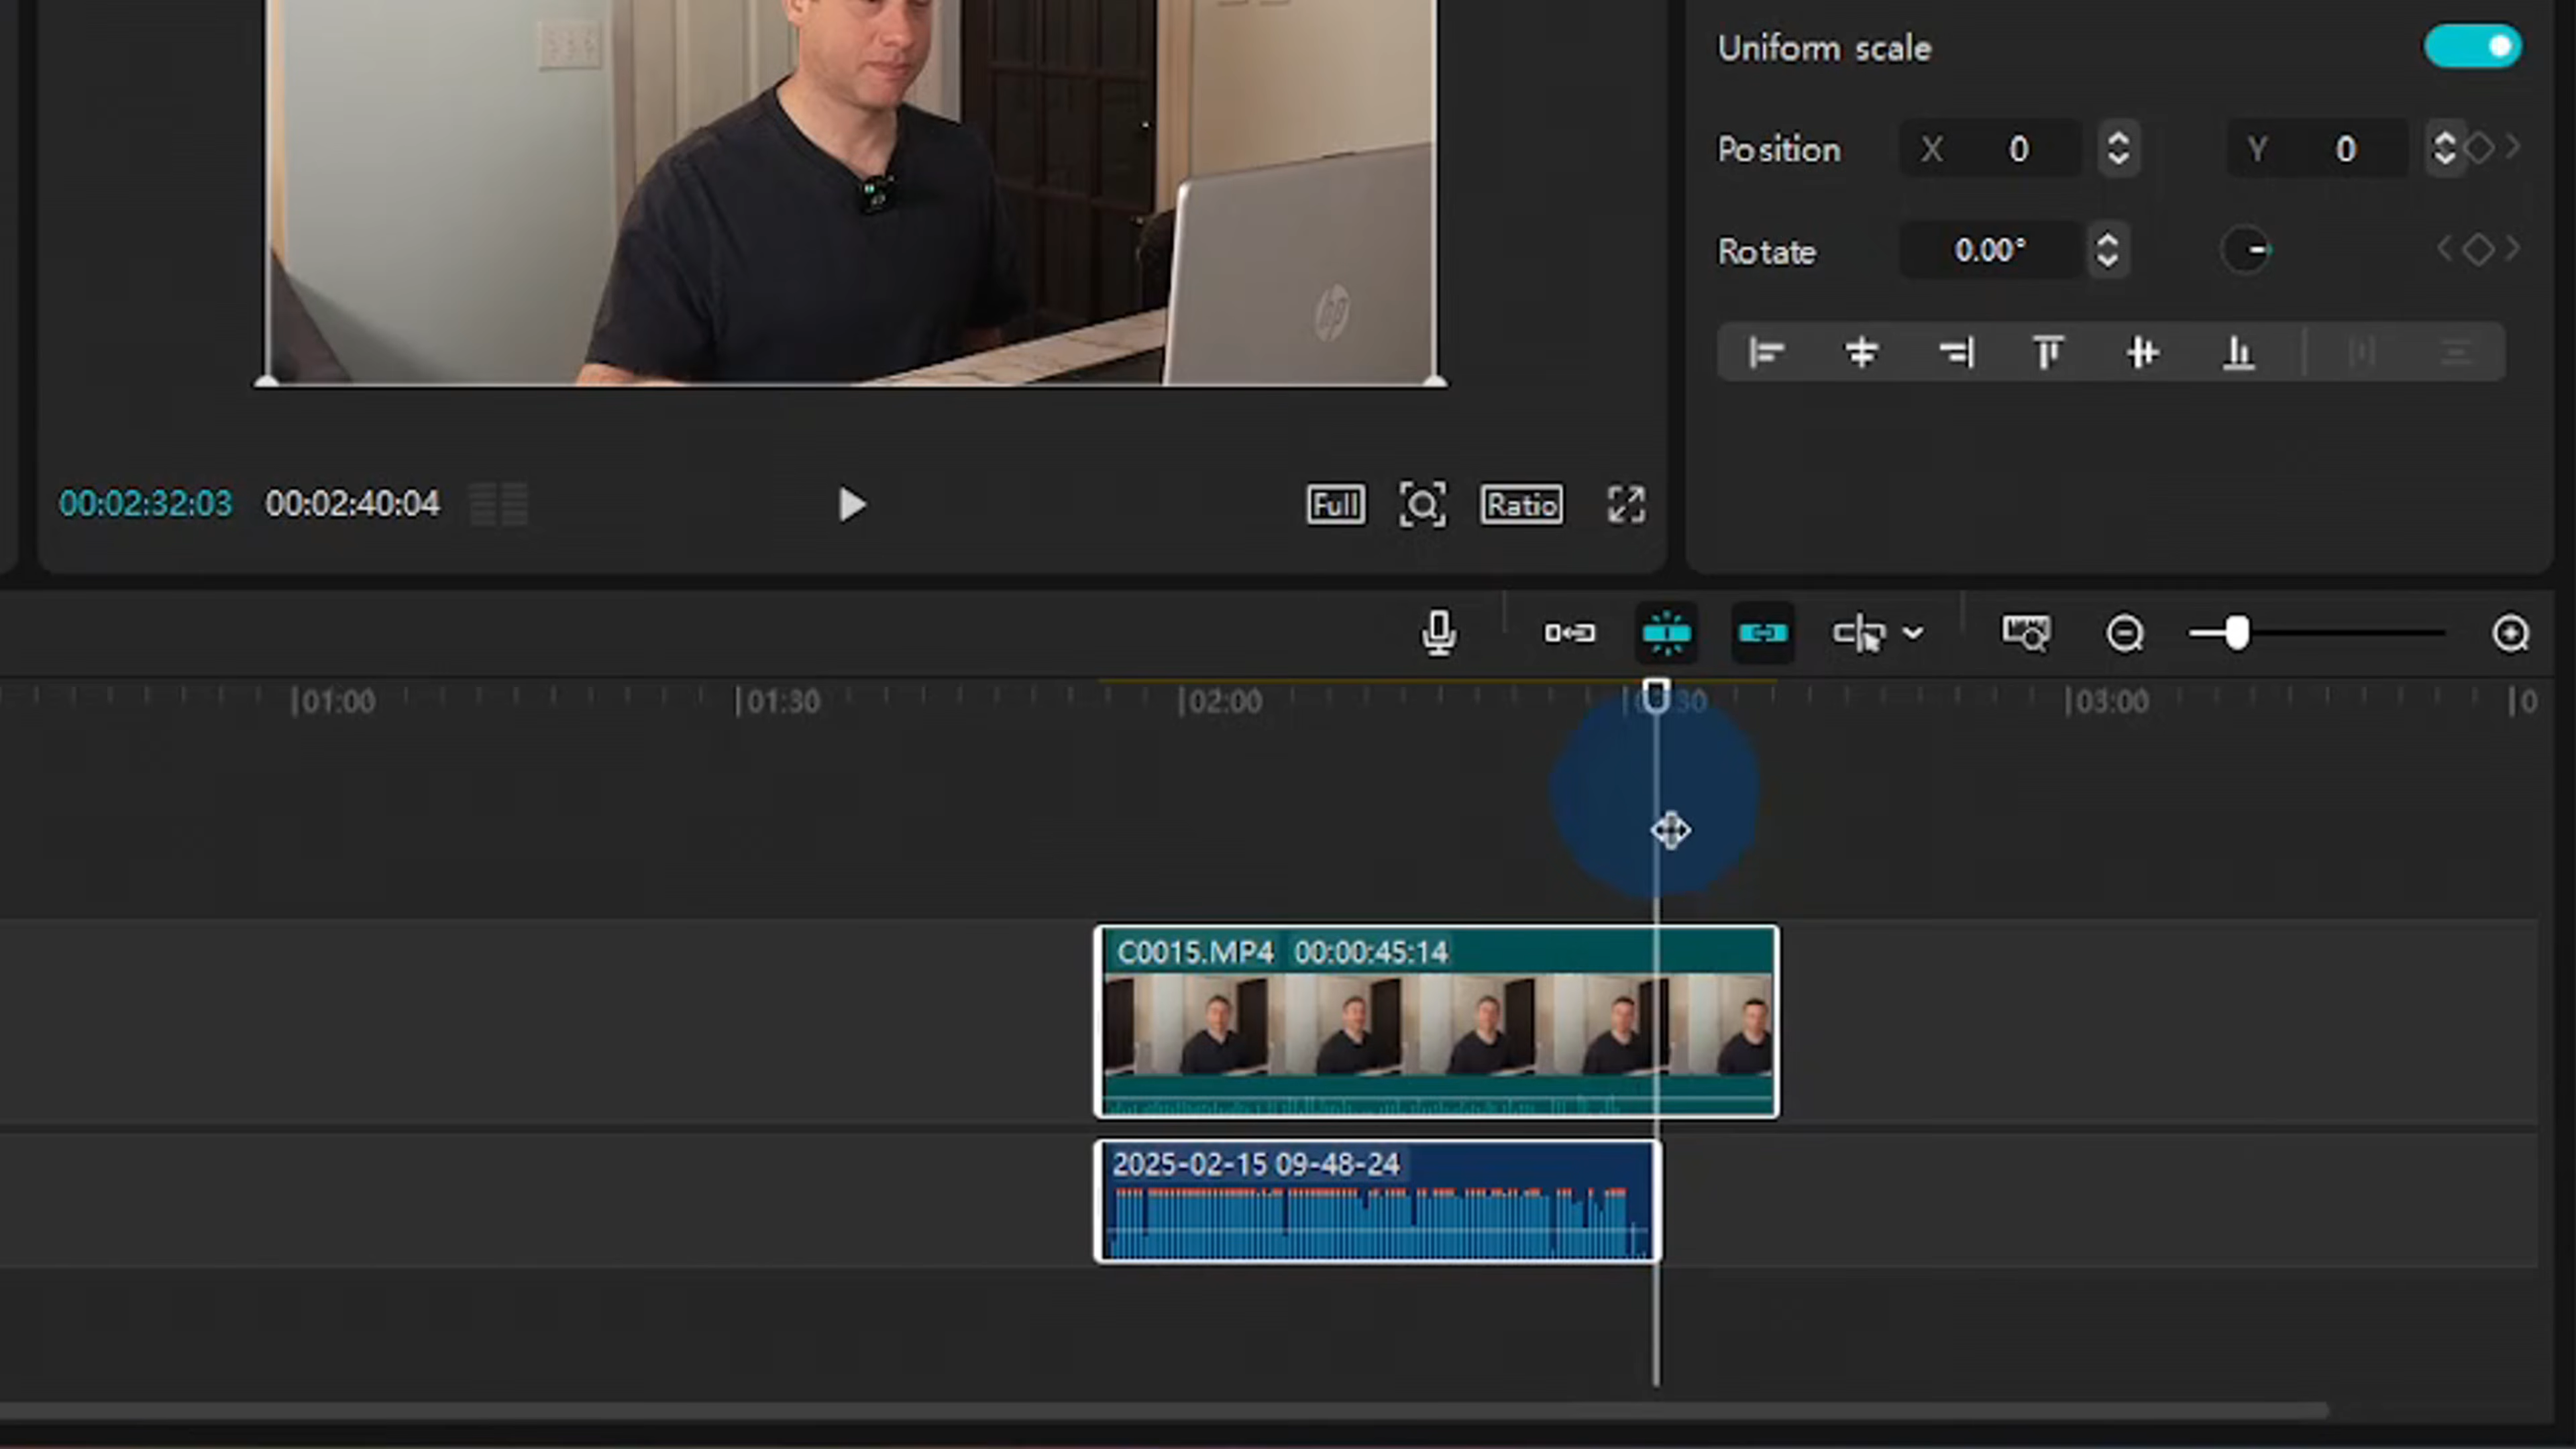 Uniform scale
Position X 0 Y 0
Rotate 0.00°
hp
00:02:32:03 00:02:40:04 Full Ratio
01:00 01:30 02:00 03:00 0
C0015.MP4 00:00:45:14
2025-02-15 09-48-24